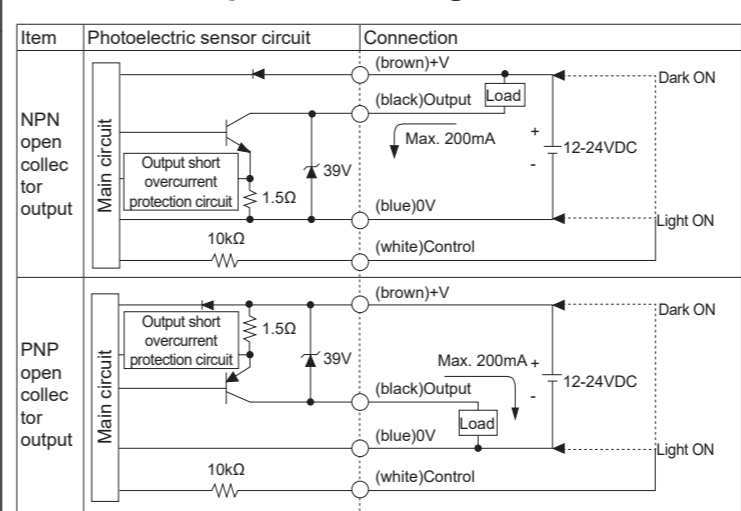 Item
Photoelectric sensor circuit
Connection
NPN
open
collec
tor
output
Main circuit
Output short
overcurrent
protection circuit
1.5Ω
39V
10kΩ
(brown)+V
(black)Output
Load
Max. 200mA
+
-
12-24VDC
(blue)0V
(white)Control
Dark ON
Light ON
PNP
open
collec
tor
output
Main circuit
Output short
overcurrent
protection circuit
1.5Ω
39V
10kΩ
(brown)+V
Max. 200mA
+
-
12-24VDC
(black)Output
Load
(blue)0V
(white)Control
Dark ON
Light ON